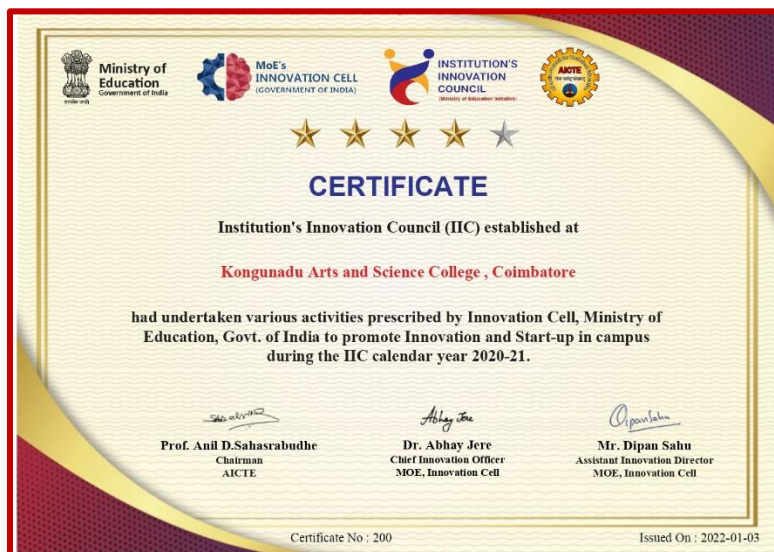 Ministry of
Education
Government of India
MoE's
INNOVATION CELL
(GOVERNMENT OF INDIA)
INSTITUTION'S
INNOVATION
COUNCIL
(Ministry of Education Initiative)
AICTE
CERTIFICATE
Institution's Innovation Council (IIC) established at
Kongunadu Arts and Science College , Coimbatore
had undertaken various activities prescribed by Innovation Cell, Ministry of
Education, Govt. of India to promote Innovation and Start-up in campus
during the IIC calendar year 2020-21.
Abhay Jere
Dipan Sahu
Prof. Anil D.Sahasrabudhe
Dr. Abhay Jere
Mr. Dipan Sahu
Chairman
Chief Innovation Officer
Assistant Innovation Director
AICTE
MOE, Innovation Cell
MOE, Innovation Cell
Certificate No : 200
Issued On : 2022-01-03